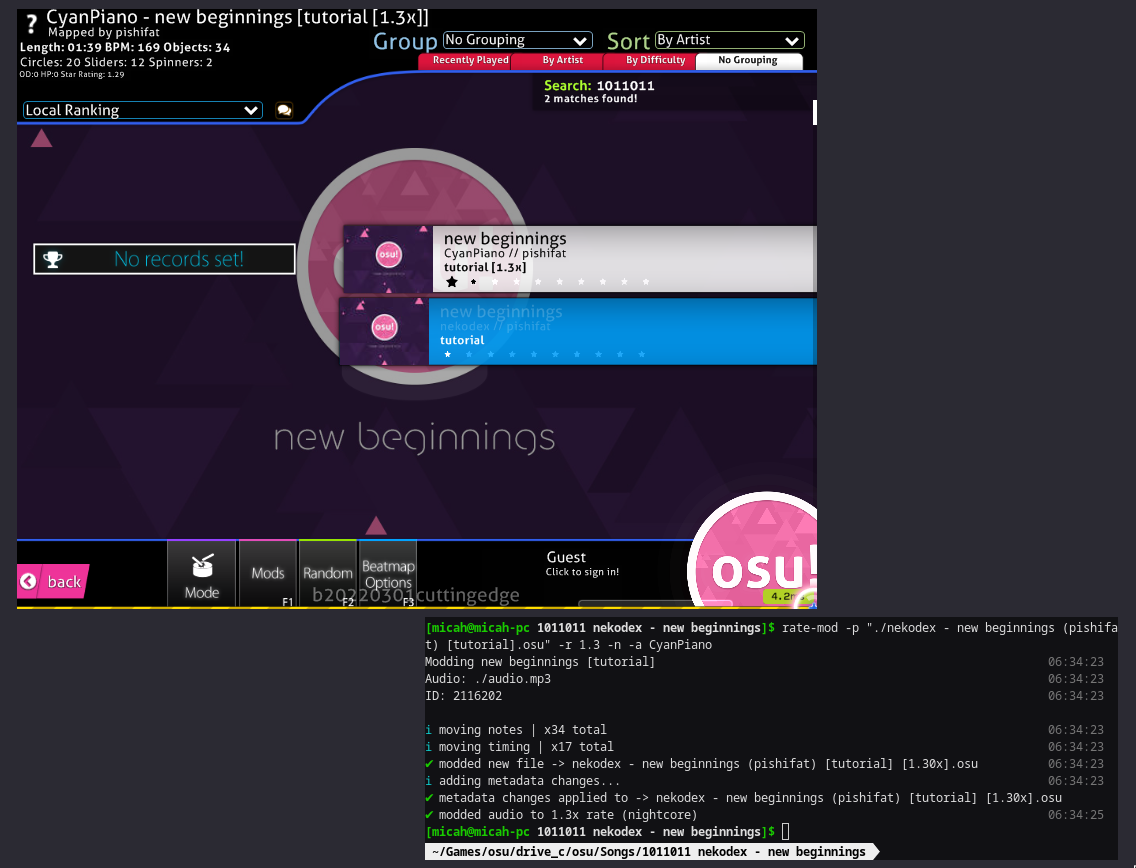 CyanPiano - new beginnings [tutorial [1.3x]]
Mapped by pishifat
Length: 01:39 BPM: 169 Objects: 34
Circles: 20 Sliders: 12 Spinners: 2
OD:0 HP:0 Star Rating: 1.29
Group No Grouping Sort By Artist
Recently Played By Artist By Difficulty No Grouping
Search: 1011011
2 matches found!
Local Ranking
No records set!
osu!
new beginnings
CyanPiano // pishifat
tutorial [1.3x]
osu!
new beginnings
nekodex // pishifat
tutorial
new beginnings
back
Mode
Mods
F1
Random
F2
Beatmap
Options
F3
b20220301cuttingedge
Guest
Click to sign in!
osu!
[micah@micah-pc 1011011 nekodex - new beginnings]$ rate-mod -p "./nekodex - new beginnings (pishifa
t) [tutorial].osu" -r 1.3 -n -a CyanPiano
Modding new beginnings [tutorial] 06:34:23
Audio: ./audio.mp3 06:34:23
ID: 2116202 06:34:23
i moving notes | x34 total 06:34:23
i moving timing | x17 total 06:34:23
✔ modded new file -> nekodex - new beginnings (pishifat) [tutorial] [1.30x].osu 06:34:23
i adding metadata changes... 06:34:23
✔ metadata changes applied to -> nekodex - new beginnings (pishifat) [tutorial] [1.30x].osu
✔ modded audio to 1.3x rate (nightcore) 06:34:25
[micah@micah-pc 1011011 nekodex - new beginnings]$
~/Games/osu/drive_c/osu/Songs/1011011 nekodex - new beginnings